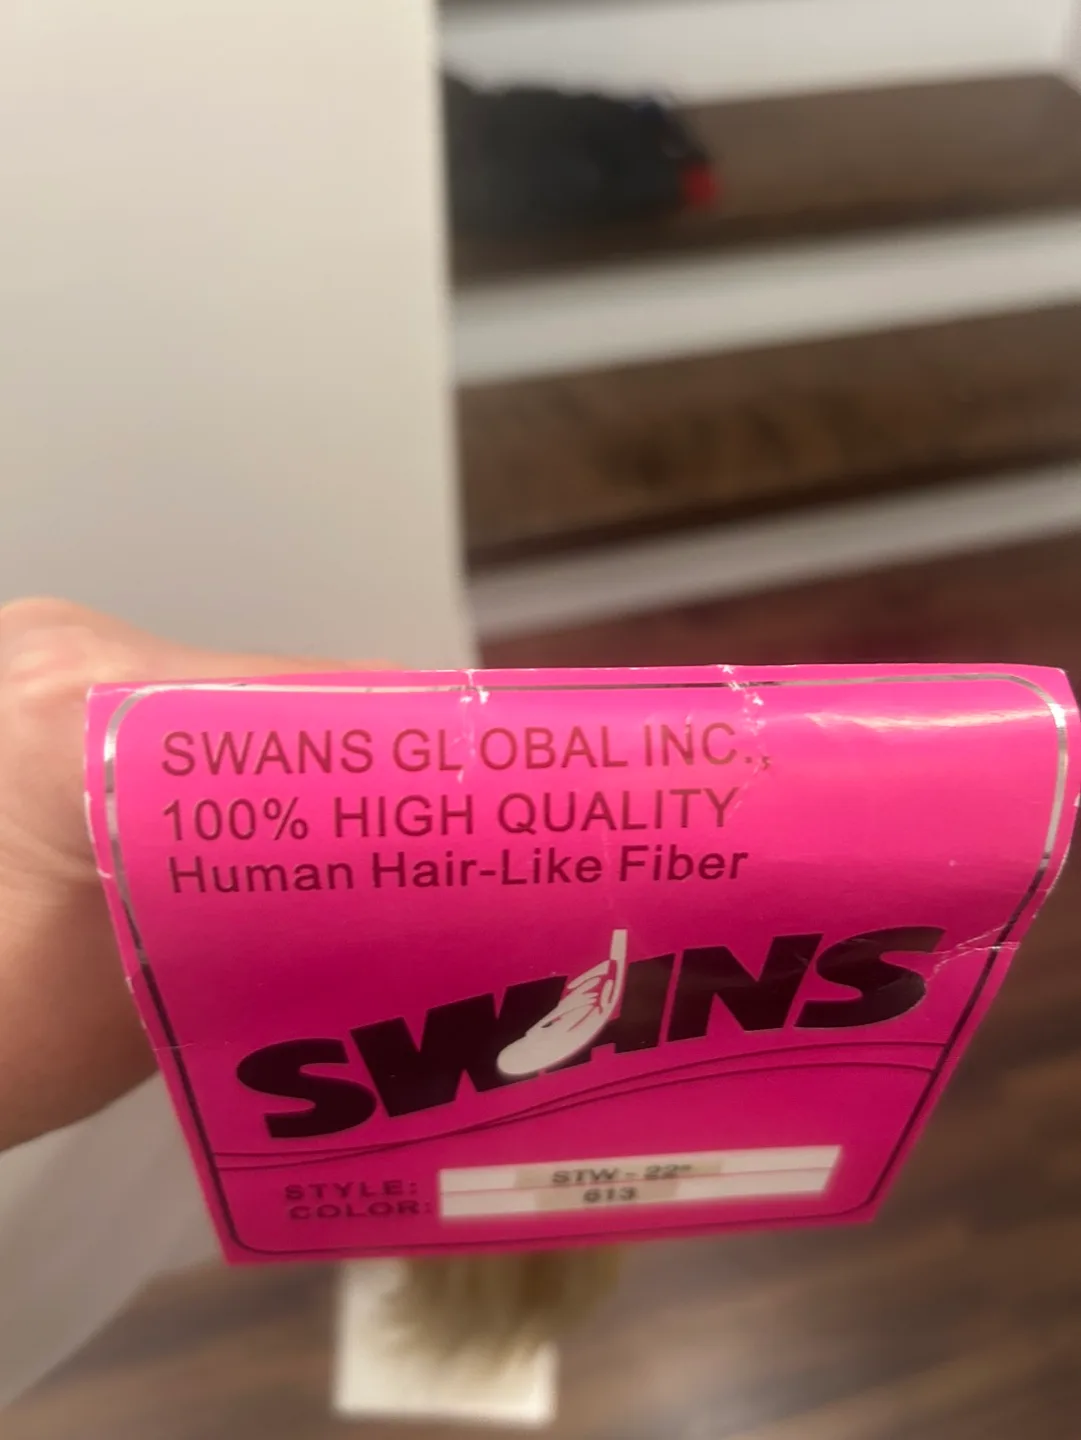 SWANS GLOBAL INC.,
100% HIGH QUALITY
Human Hair-Like Fiber
SWANS
STYLE: STW - 22"
COLOR: 613